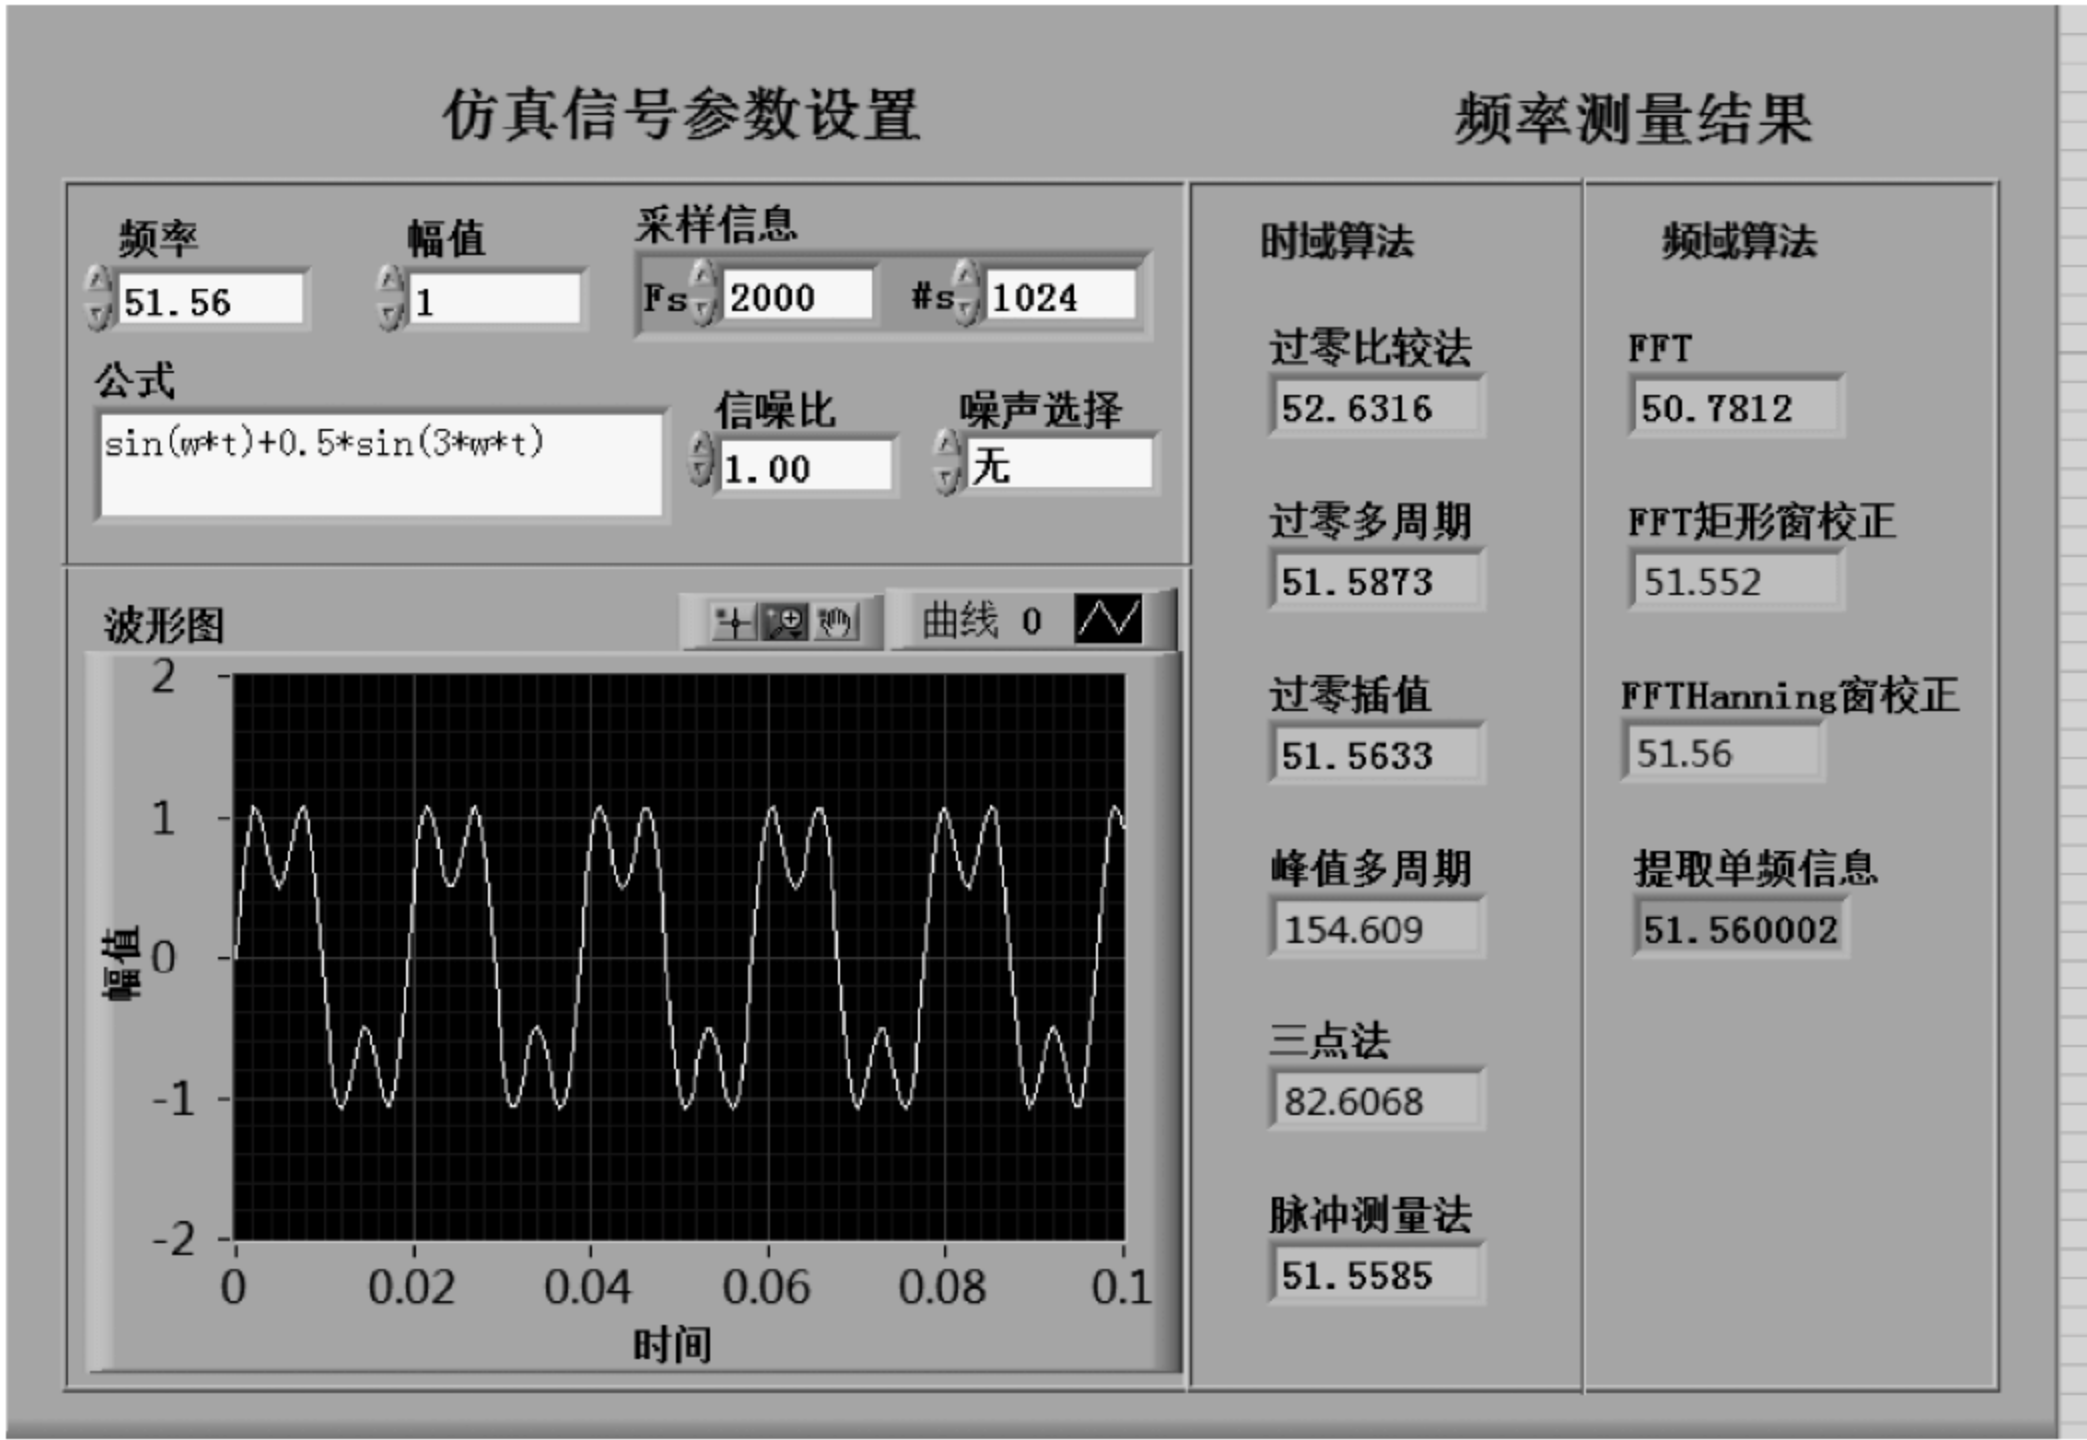 仿真信号参数设置
频率测量结果
频率
51.56
幅值
1
采样信息
Fs 2000 #s 1024
公式
sin(w*t)+0.5*sin(3*w*t)
信噪比
1.00
噪声选择
无
波形图
曲线 0
2
1
0
-1
-2
幅值
0 0.02 0.04 0.06 0.08 0.1
时间
时域算法
过零比较法
52.6316
过零多周期
51.5873
过零插值
51.5633
峰值多周期
154.609
三点法
82.6068
脉冲测量法
51.5585
频域算法
FFT
50.7812
FFT矩形窗校正
51.552
FFTHanning窗校正
51.56
提取单频信息
51.560002